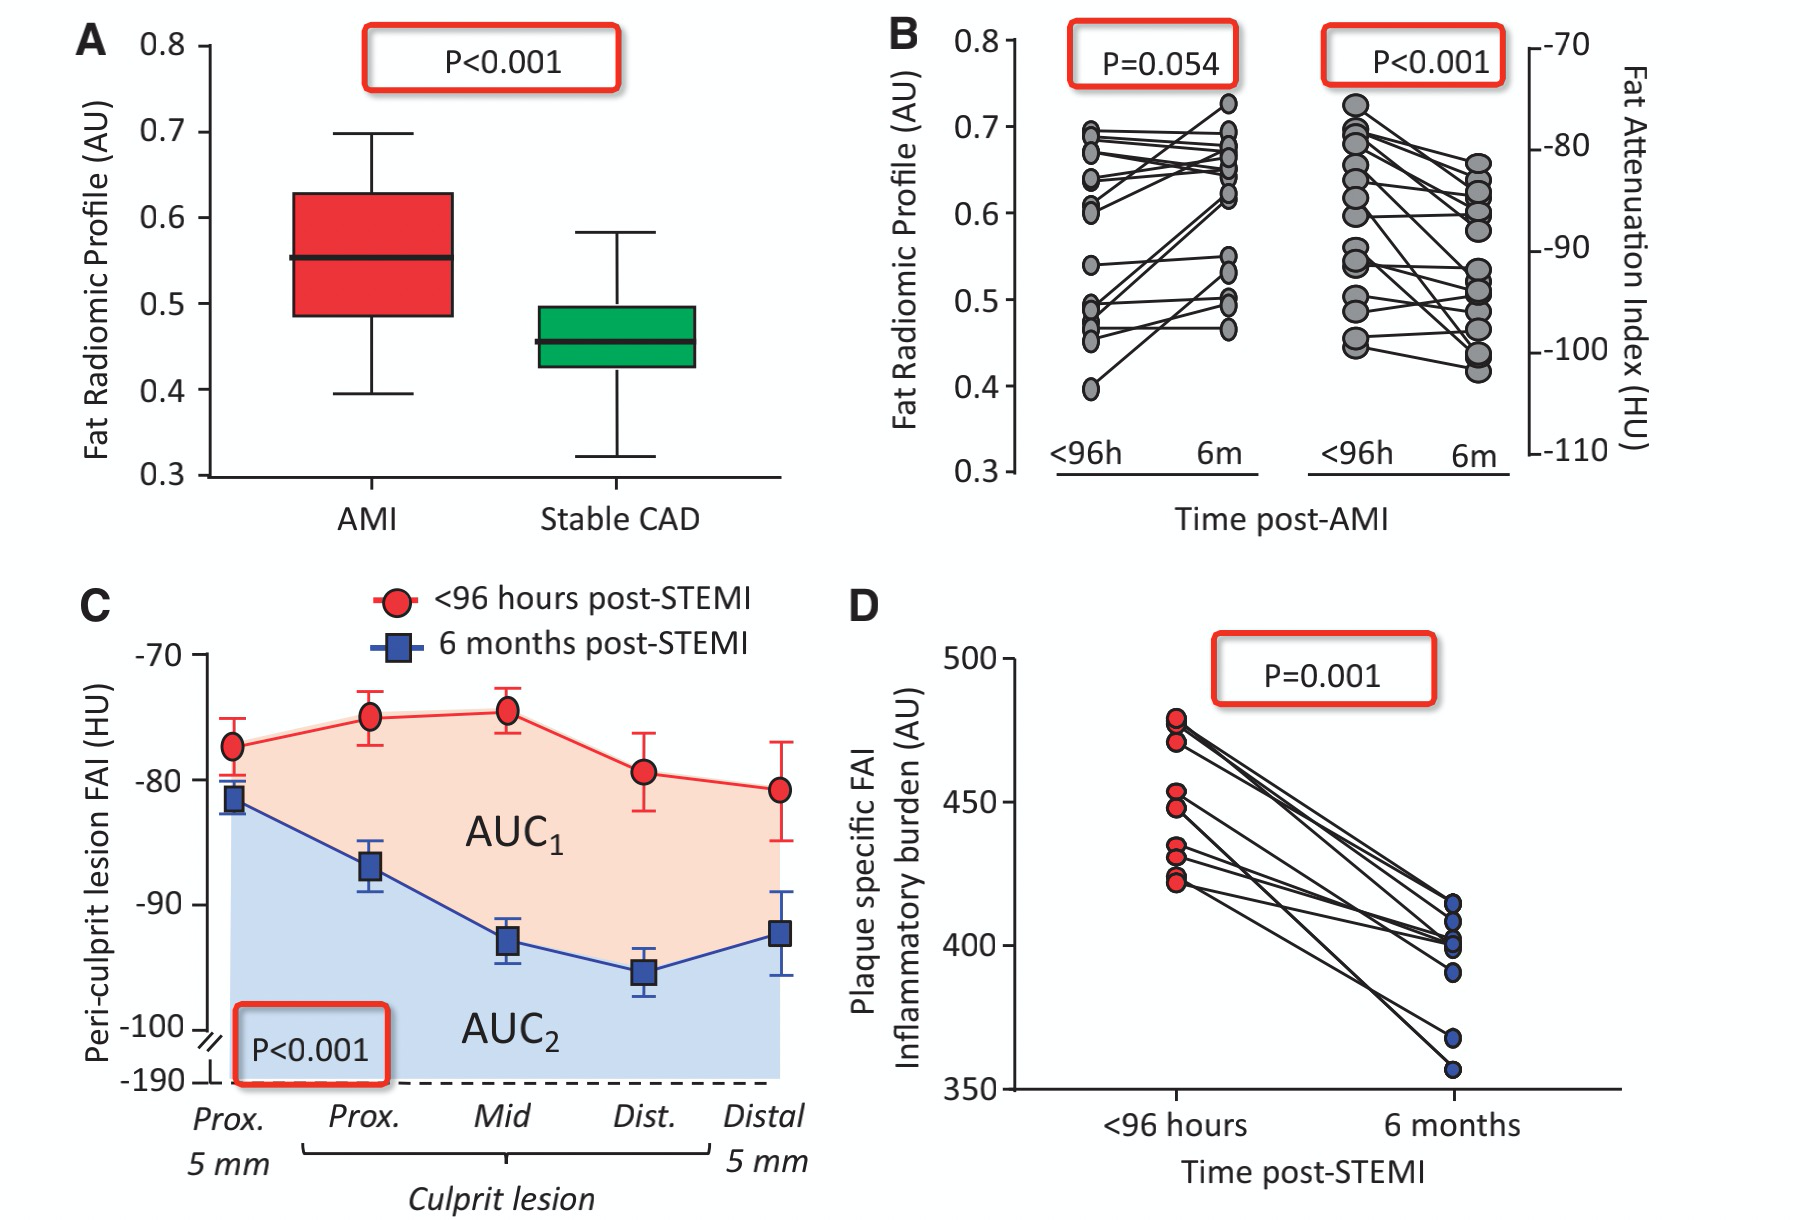 A
P<0.001
0.8
0.7
0.6
0.5
0.4
0.3
Fat Radiomic Profile (AU)
AMI
Stable CAD
B
P=0.054
P<0.001
0.8
0.7
0.6
0.5
0.4
0.3
Fat Radiomic Profile (AU)
-70
-80
-90
-100
-110
Fat Attenuation Index (HU)
<96h
6m
<96h
6m
Time post-AMI
C
<96 hours post-STEMI
6 months post-STEMI
-70
-80
-90
-100
-190
Peri-culprit lesion FAI (HU)
AUC1
AUC2
P<0.001
Prox.
5 mm
Prox.
Mid
Dist.
Distal
5 mm
Culprit lesion
D
P=0.001
500
450
400
350
Plaque specific FAI
Inflammatory burden (AU)
<96 hours
6 months
Time post-STEMI